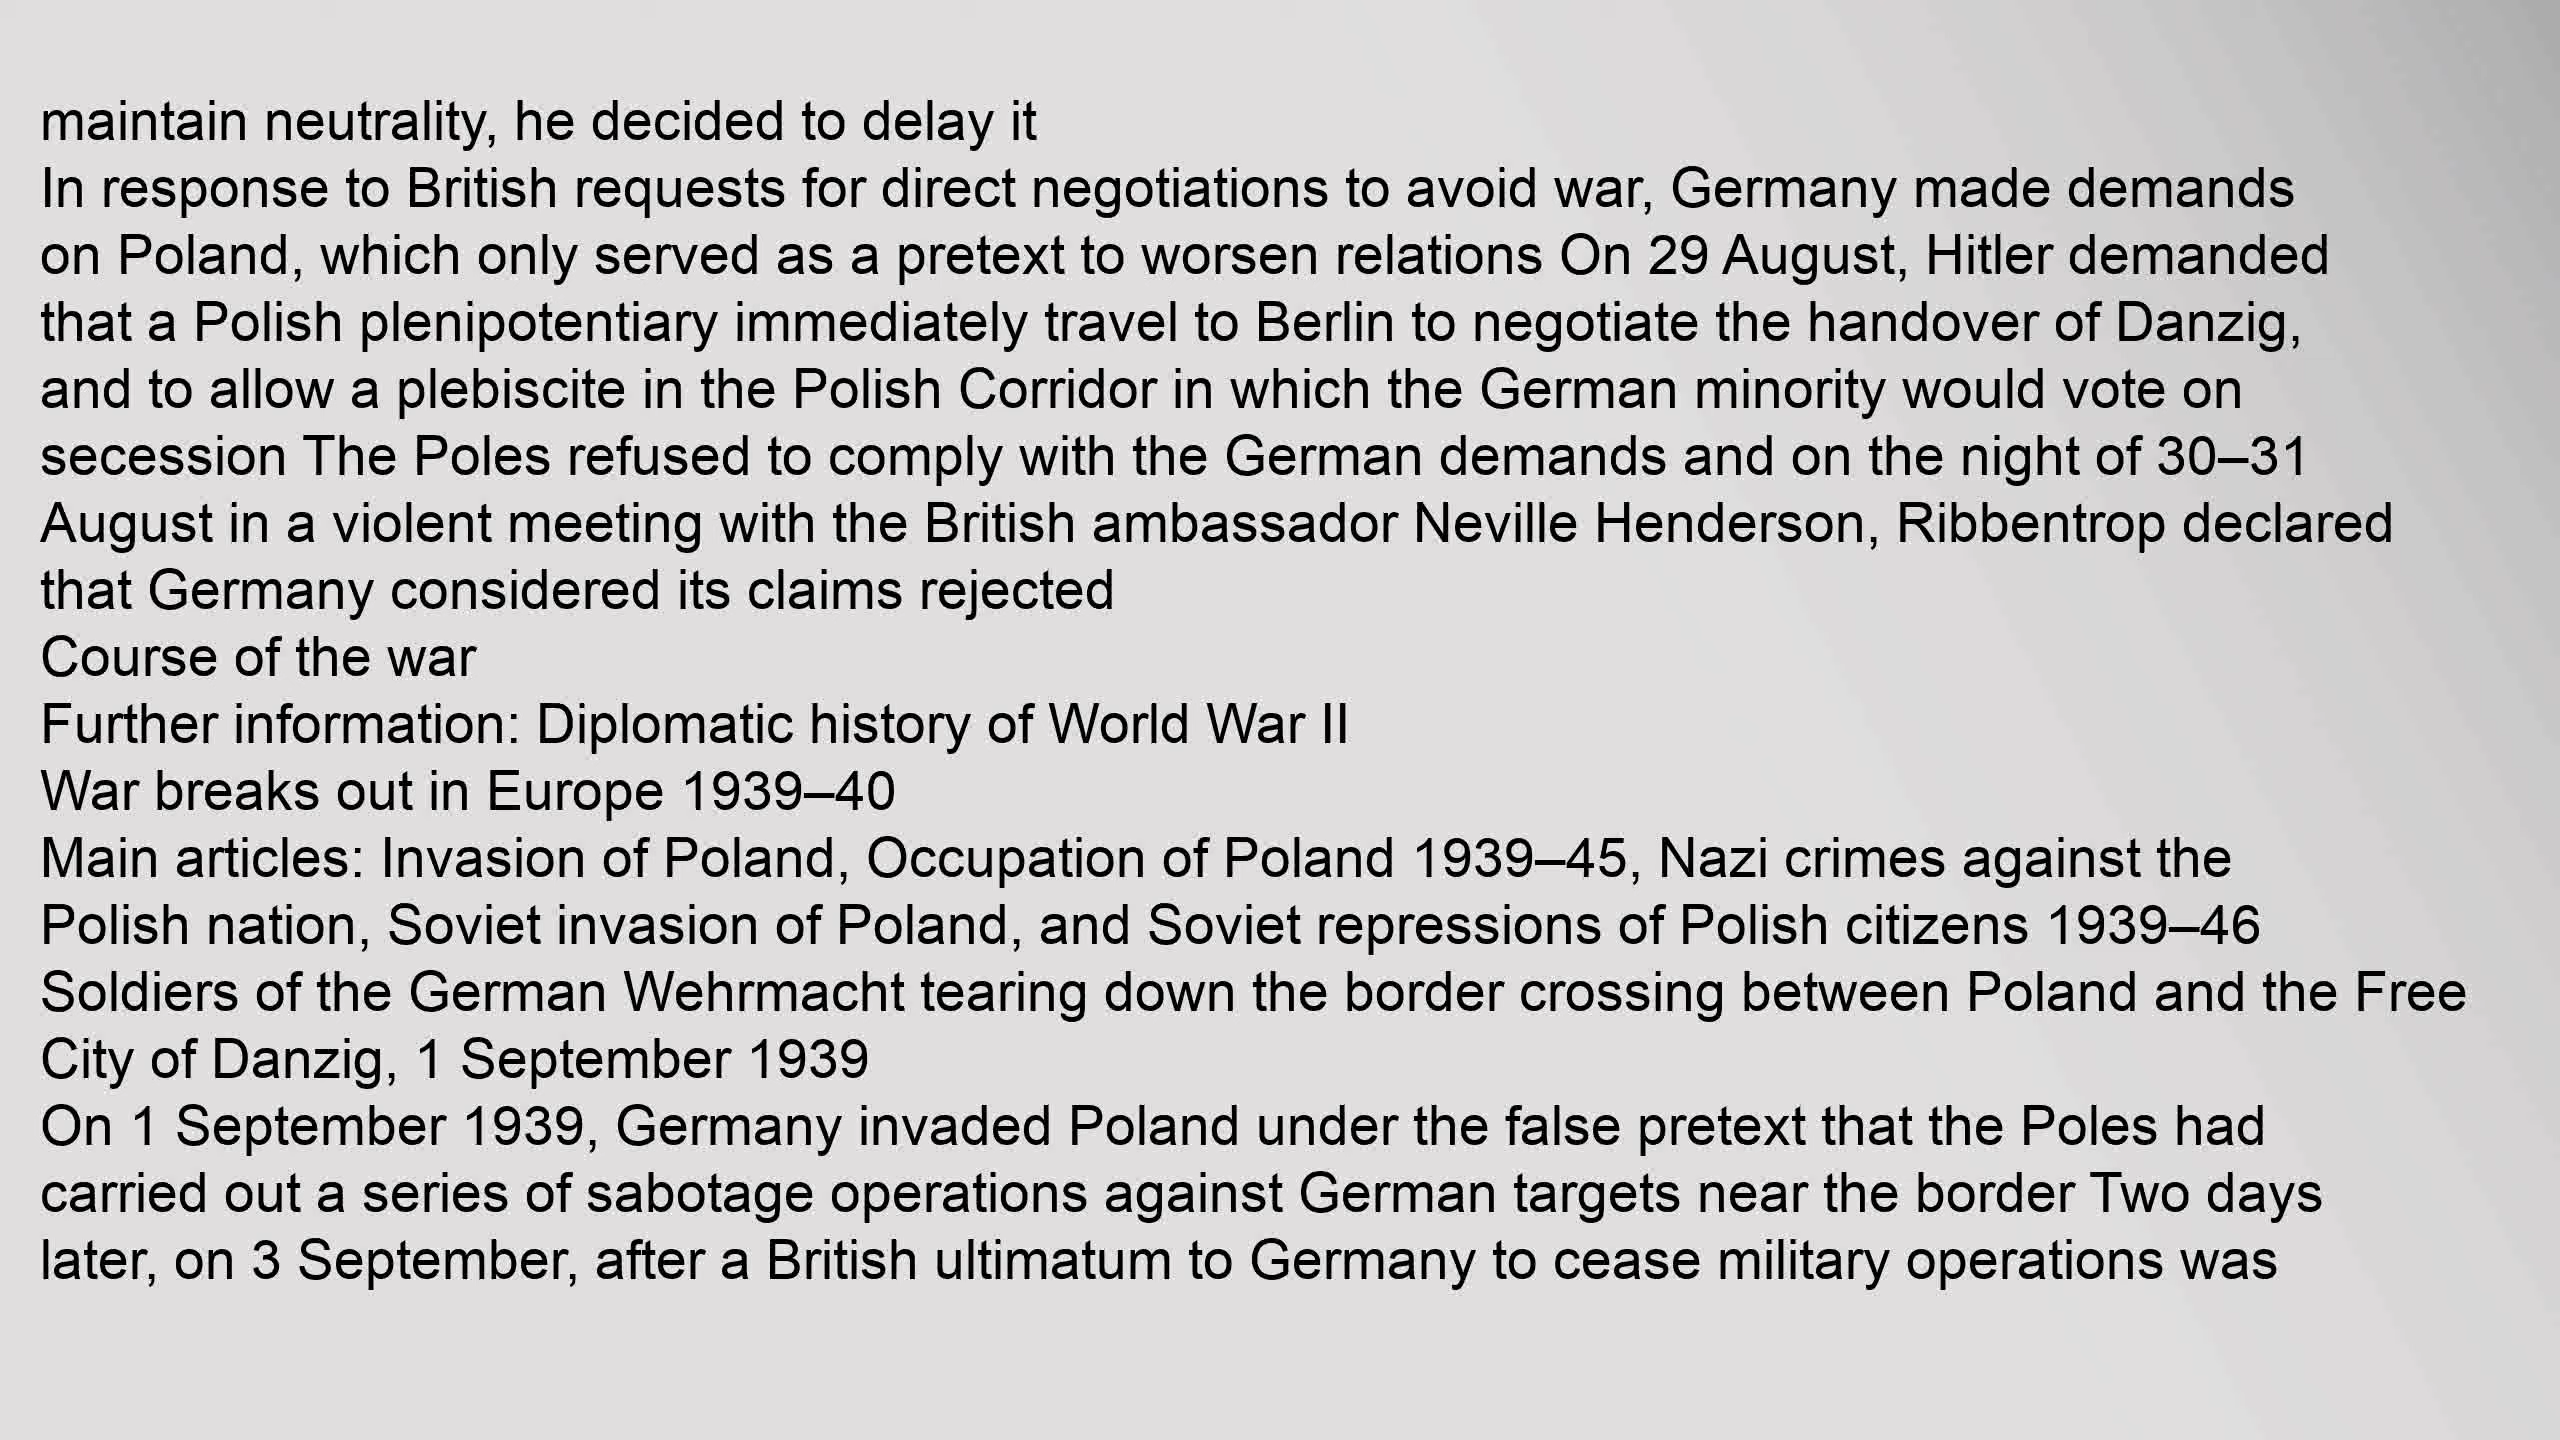 maintain neutrality, he decided to delay it
In response to British requests for direct negotiations to avoid war, Germany made demands
on Poland, which only served as a pretext to worsen relations On 29 August, Hitler demanded
that a Polish plenipotentiary immediately travel to Berlin to negotiate the handover of Danzig,
and to allow a plebiscite in the Polish Corridor in which the German minority would vote on
secession The Poles refused to comply with the German demands and on the night of 30–31
August in a violent meeting with the British ambassador Neville Henderson, Ribbentrop declared
that Germany considered its claims rejected
Course of the war
Further information: Diplomatic history of World War II
War breaks out in Europe 1939–40
Main articles: Invasion of Poland, Occupation of Poland 1939–45, Nazi crimes against the
Polish nation, Soviet invasion of Poland, and Soviet repressions of Polish citizens 1939–46
Soldiers of the German Wehrmacht tearing down the border crossing between Poland and the Free
City of Danzig, 1 September 1939
On 1 September 1939, Germany invaded Poland under the false pretext that the Poles had
carried out a series of sabotage operations against German targets near the border Two days
later, on 3 September, after a British ultimatum to Germany to cease military operations was